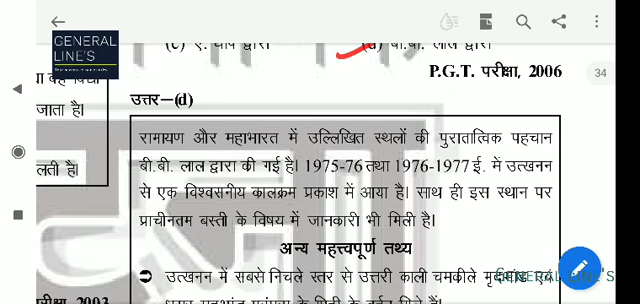 (c) ए. घोष द्वारा
(d) बी.बी. लाल द्वारा
GENERAL
LINE'S
P.G.T. परीक्षा, 2006
34
उत्तर—(d)
जाता है।
लती है।
रामायण और महाभारत में उल्लिखित स्थलों की पुरातात्विक पहचान
बी.बी. लाल द्वारा की गई है। 1975-76 तथा 1976-1977 ई. में उत्खनन
से एक विश्वसनीय कालक्रम प्रकाश में आया है। साथ ही इस स्थान पर
प्राचीनतम बस्ती के विषय में जानकारी भी मिली है।
अन्य महत्त्वपूर्ण तथ्य
➲ उत्खनन में सबसे निचले स्तर से उत्तरी काली चमकीले मृद्भांड एवं
GENERAL LINE'S